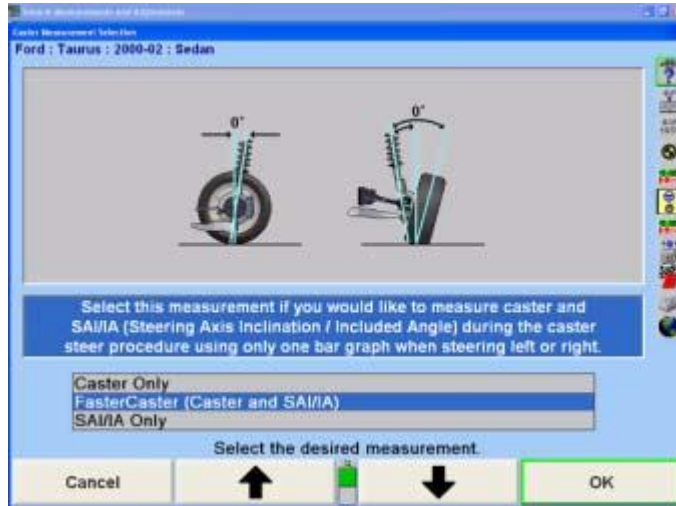 Caster Measurement Selection
Ford : Taurus : 2000-02 : Sedan
0°
0°
Select this measurement if you would like to measure caster and
SAI/IA (Steering Axis Inclination / Included Angle) during the caster
steer procedure using only one bar graph when steering left or right.
Caster Only
FasterCaster (Caster and SAI/IA)
SAI/IA Only
Select the desired measurement.
Cancel
OK